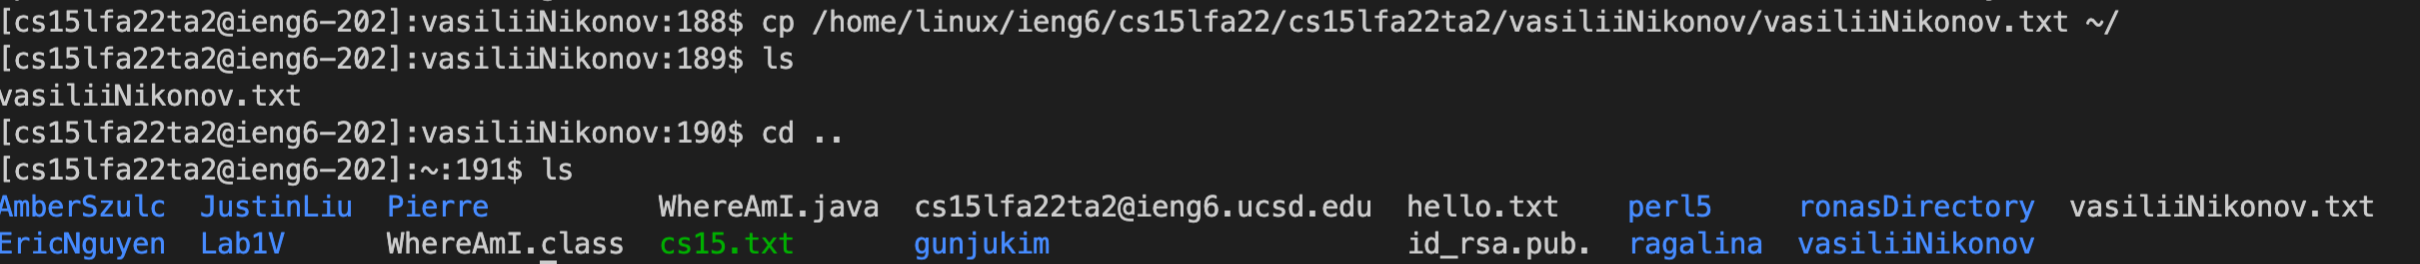 [cs15lfa22ta2@ieng6-202]:vasiliiNikonov:188$ cp /home/linux/ieng6/cs15lfa22/cs15lfa22ta2/vasiliiNikonov/vasiliiNikonov.txt ~/
[cs15lfa22ta2@ieng6-202]:vasiliiNikonov:189$ ls
vasiliiNikonov.txt
[cs15lfa22ta2@ieng6-202]:vasiliiNikonov:190$ cd ..
[cs15lfa22ta2@ieng6-202]:~:191$ ls
AmberSzulc  JustinLiu  Pierre          WhereAmI.java  cs15lfa22ta2@ieng6.ucsd.edu  hello.txt    perl5     ronasDirectory  vasiliiNikonov.txt
EricNguyen  Lab1V      WhereAmI.class  cs15.txt       gunjukim                     id_rsa.pub.  ragalina  vasiliiNikonov